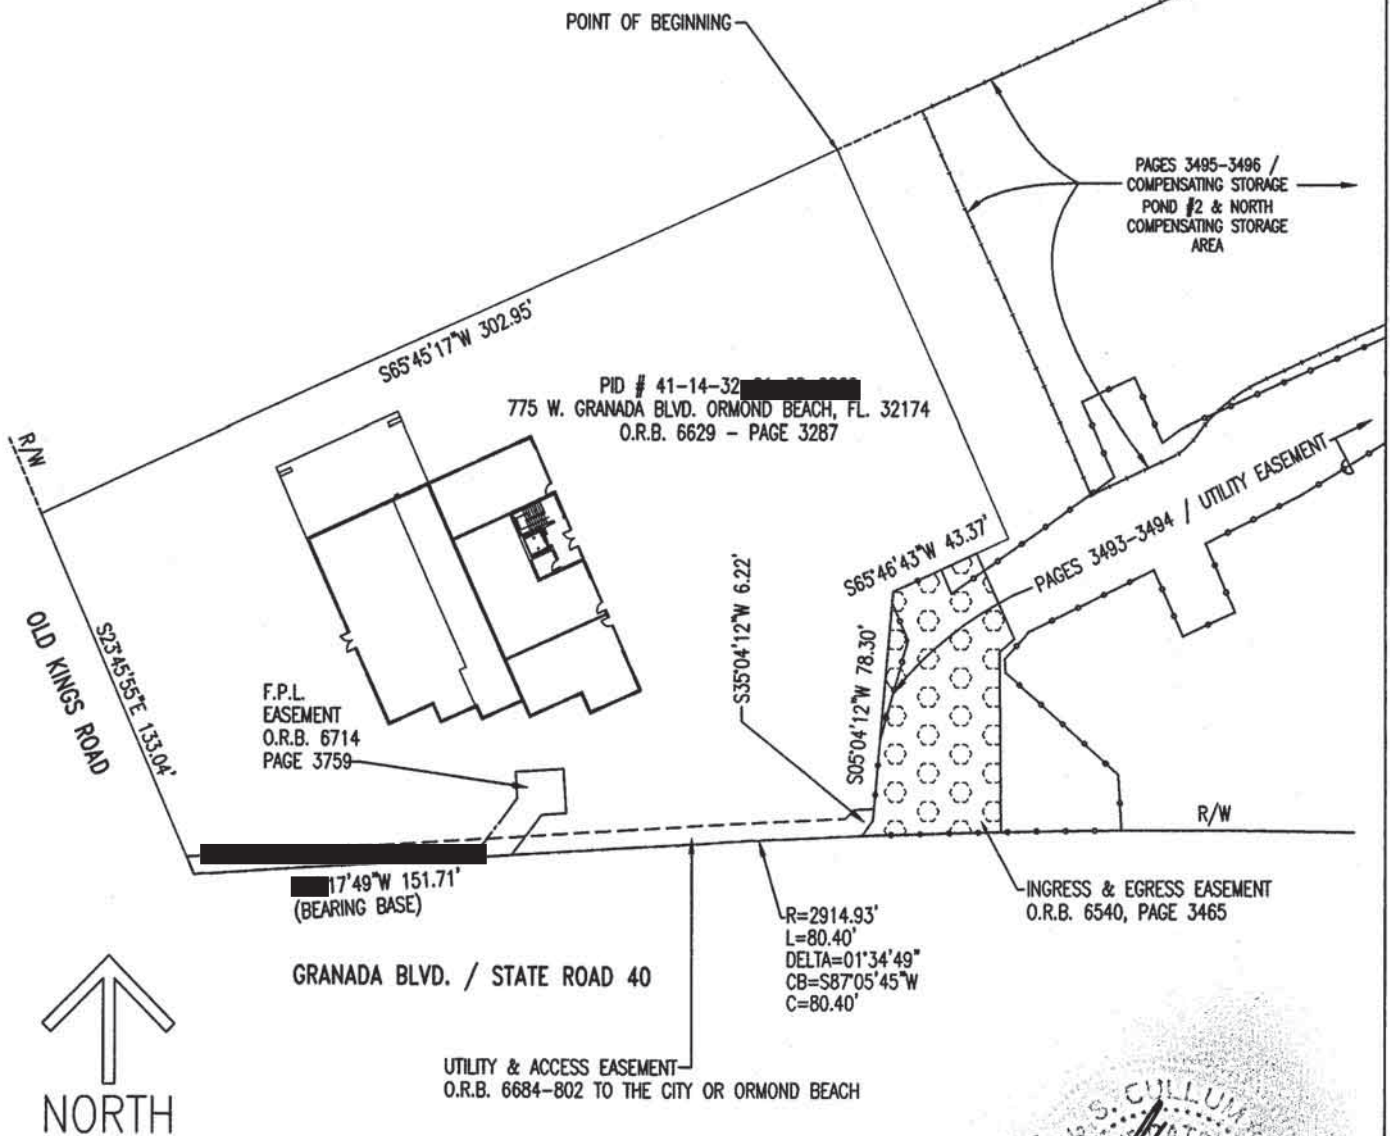 POINT OF BEGINNING
PAGES 3495-3496 /
COMPENSATING STORAGE
POND #2 & NORTH
COMPENSATING STORAGE
AREA
S65°45'17"W 302.95'
PID # 41-14-32
775 W. GRANADA BLVD. ORMOND BEACH, FL. 32174
O.R.B. 6629 - PAGE 3287
R/W
PAGES 3493-3494 / UTILITY EASEMENT
S65°46'43"W 43.37'
S35°04'12"W 6.22'
S05°04'12"W 78.30'
OLD KINGS ROAD
S23°45'55"E 133.04'
F.P.L.
EASEMENT
O.R.B. 6714
PAGE 3759
R/W
17'49"W 151.71'
(BEARING BASE)
INGRESS & EGRESS EASEMENT
O.R.B. 6540, PAGE 3465
R=2914.93'
L=80.40'
DELTA=01°34'49"
CB=S87°05'45"W
C=80.40'
GRANADA BLVD. / STATE ROAD 40
UTILITY & ACCESS EASEMENT
O.R.B. 6684-802 TO THE CITY OR ORMOND BEACH
NORTH
S. CULLUM